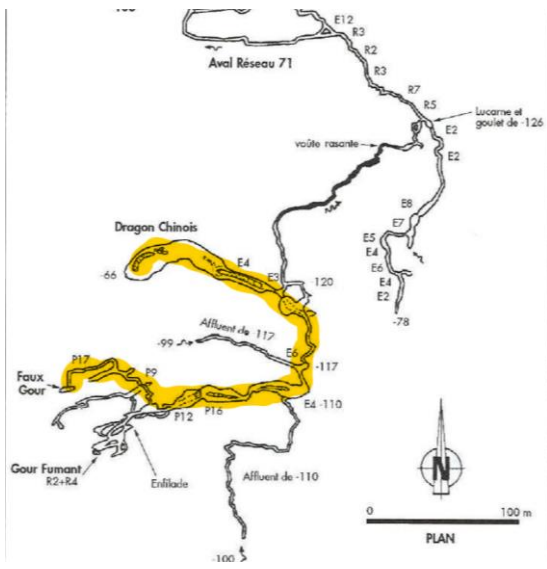 E12
R3
R2
R3
Aval Réseau 71
R7
R5
Lucarne et
goulet de -126
E2
voûte rasante
E2
E8
E7
Dragon Chinois
E5
E4
E4
E6
-66
E3
-120
E4
E2
Affluent de -117
-78
-99
E6
-117
P17
P9
Faux
Gour
P16
E4 -110
P12
Gour Fumant
R2+R4
Enfilade
Affluent de -110
N
0
100 m
PLAN
-100